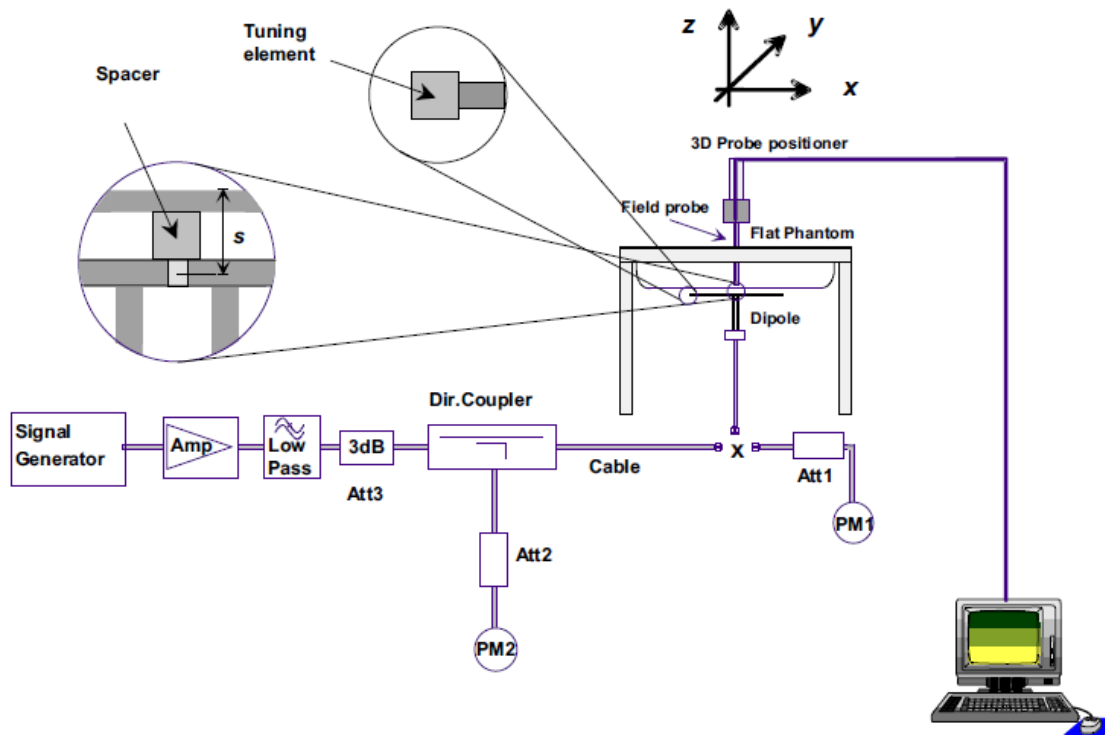 Tuning
element
Spacer
s
z
y
x
3D Probe positioner
Field probe
Flat Phantom
Dipole
Dir.Coupler
Signal
Generator
Amp
Low
Pass
3dB
Att3
Cable
X
Att1
PM1
Att2
PM2